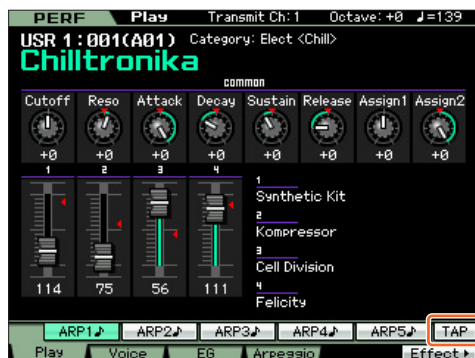 PERF Play Transmit Ch:1 Octave:+0 ♩=139
USR 1:001(A01) Category: Elect <Chill>
Chilltronika
common
Cutoff Reso Attack Decay Sustain Release Assign1 Assign2
+0 +0 +0 +0 +0 +0 +0 +0
1 2 3 4
114 75 56 111
1
Synthetic Kit
2
Kompressor
3
Cell Division
4
Felicity
ARP1♪ ARP2♪ ARP3♪ ARP4♪ ARP5♪ TAP
Play Voice EG Arpeggio Effect